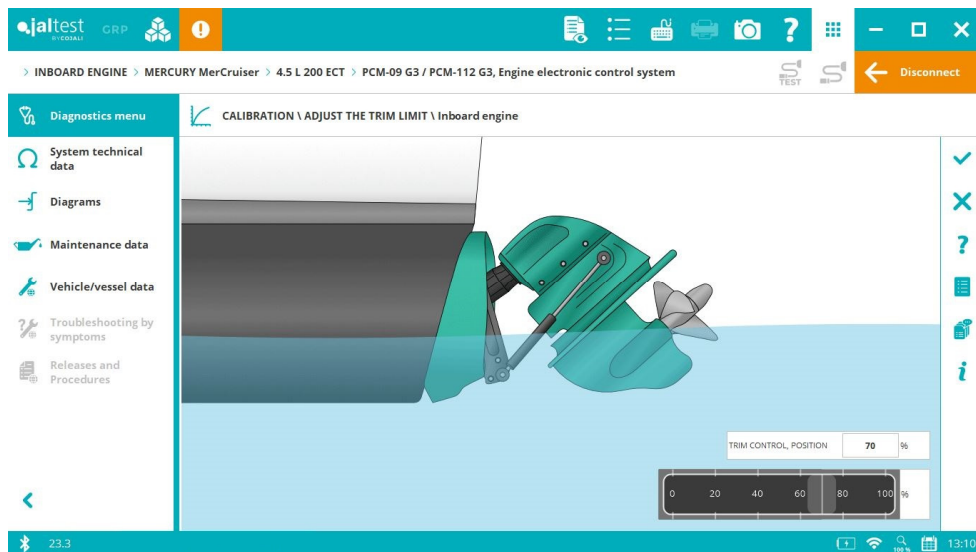 jaltest
BY COJALI
GRP
INBOARD ENGINE > MERCURY MerCruiser > 4.5 L 200 ECT > PCM-09 G3 / PCM-112 G3, Engine electronic control system
TEST
Disconnect
Diagnostics menu
CALIBRATION \ ADJUST THE TRIM LIMIT \ Inboard engine
System technical
data
Diagrams
Maintenance data
Vehicle/vessel data
Troubleshooting by
symptoms
Releases and
Procedures
TRIM CONTROL, POSITION 70 %
0 20 40 60 80 100 %
23.3
100 %
13:10